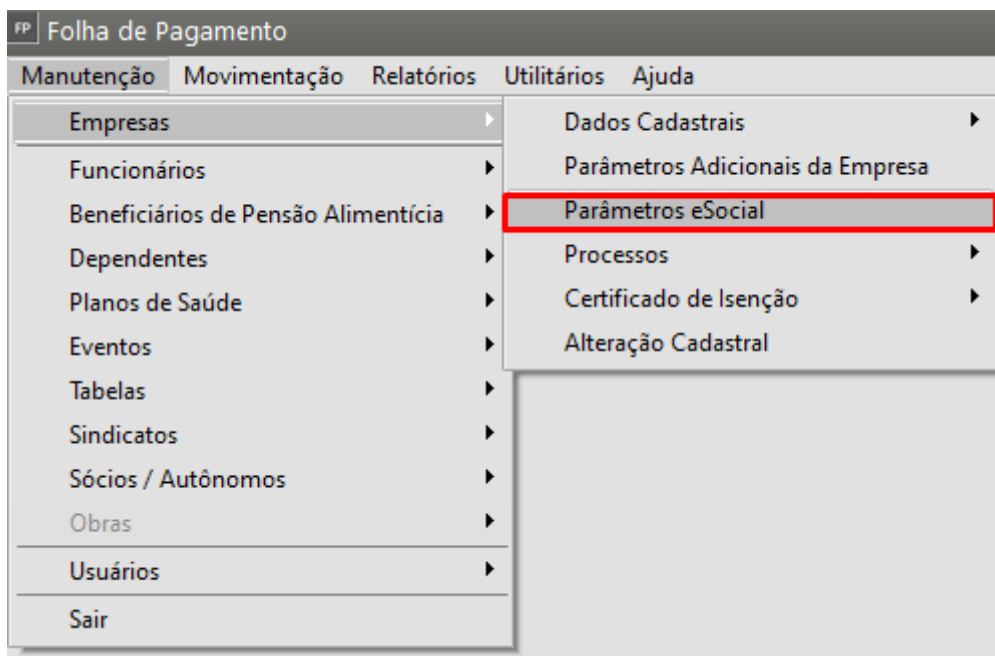 FP Folha de Pagamento
Manutenção Movimentação Relatórios Utilitários Ajuda
Empresas
Funcionários
Beneficiários de Pensão Alimentícia
Dependentes
Planos de Saúde
Eventos
Tabelas
Sindicatos
Sócios / Autônomos
Obras
Usuários
Sair
Dados Cadastrais
Parâmetros Adicionais da Empresa
Parâmetros eSocial
Processos
Certificado de Isenção
Alteração Cadastral